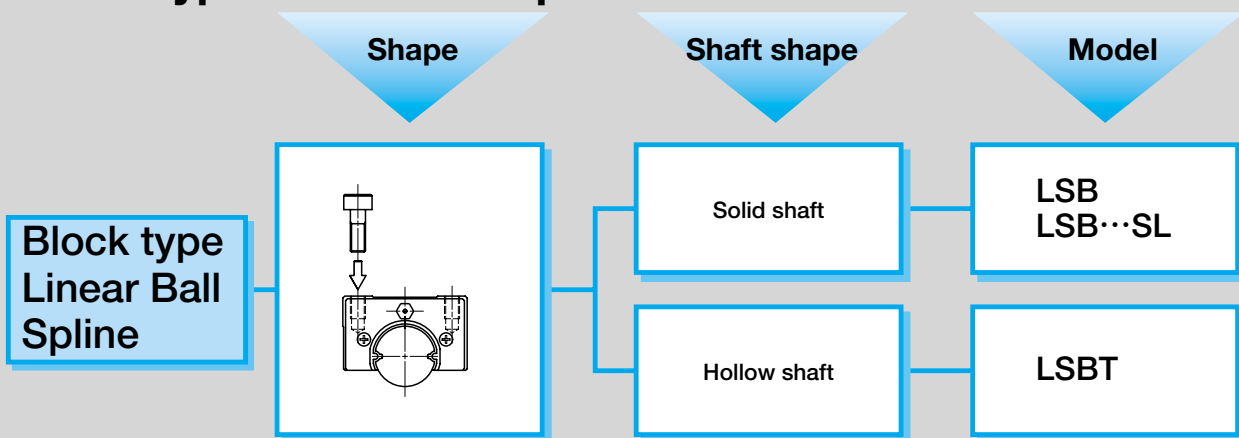 Shape
Shaft shape
Model
Block type
Linear Ball
Spline
Solid shaft
LSB
LSB···SL
Hollow shaft
LSBT